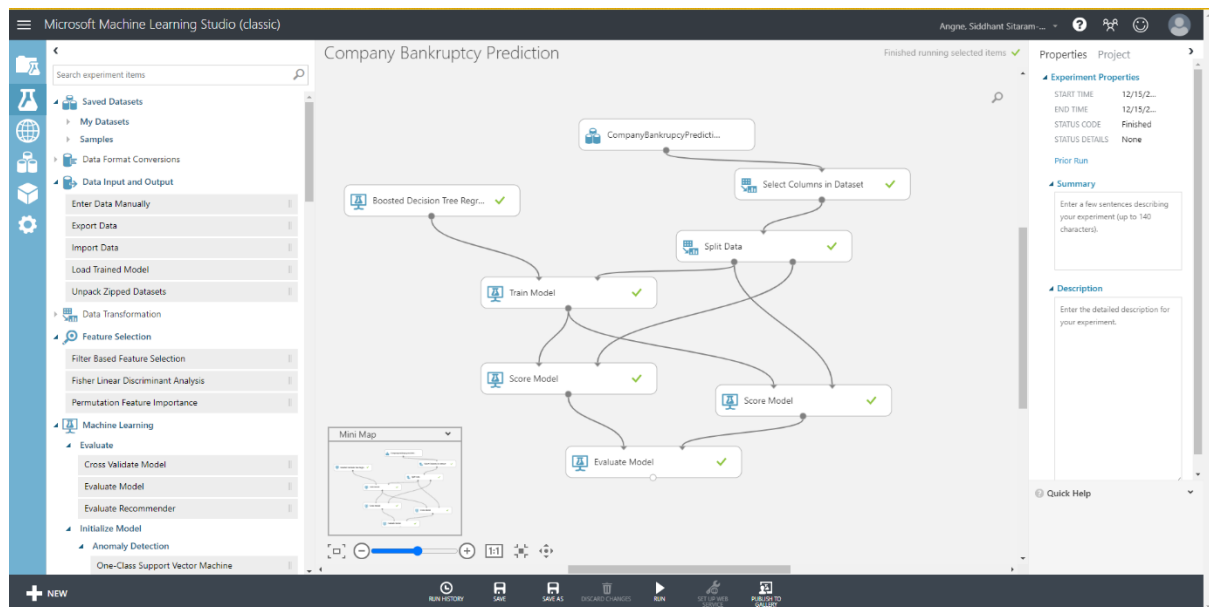 Microsoft Machine Learning Studio (classic)
Angne, Siddhant Sitaram-...
Search experiment items
Saved Datasets
My Datasets
Samples
Data Format Conversions
Data Input and Output
Enter Data Manually
Export Data
Import Data
Load Trained Model
Unpack Zipped Datasets
Data Transformation
Feature Selection
Filter Based Feature Selection
Fisher Linear Discriminant Analysis
Permutation Feature Importance
Machine Learning
Evaluate
Cross Validate Model
Evaluate Model
Evaluate Recommender
Initialize Model
Anomaly Detection
One-Class Support Vector Machine
Company Bankruptcy Prediction
Finished running selected items
CompanyBankrupcyPredicti...
Select Columns in Dataset
Boosted Decision Tree Regr...
Split Data
Train Model
Score Model
Score Model
Evaluate Model
Mini Map
1:1
Properties Project
Experiment Properties
START TIME 12/15/2...
END TIME 12/15/2...
STATUS CODE Finished
STATUS DETAILS None
Prior Run
Summary
Enter a few sentences describing
your experiment (up to 140
characters).
Description
Enter the detailed description for
your experiment.
Quick Help
NEW
RUN HISTORY
SAVE
SAVE AS
DISCARD CHANGES
RUN
SET UP WEB
SERVICE
PUBLISH TO
GALLERY